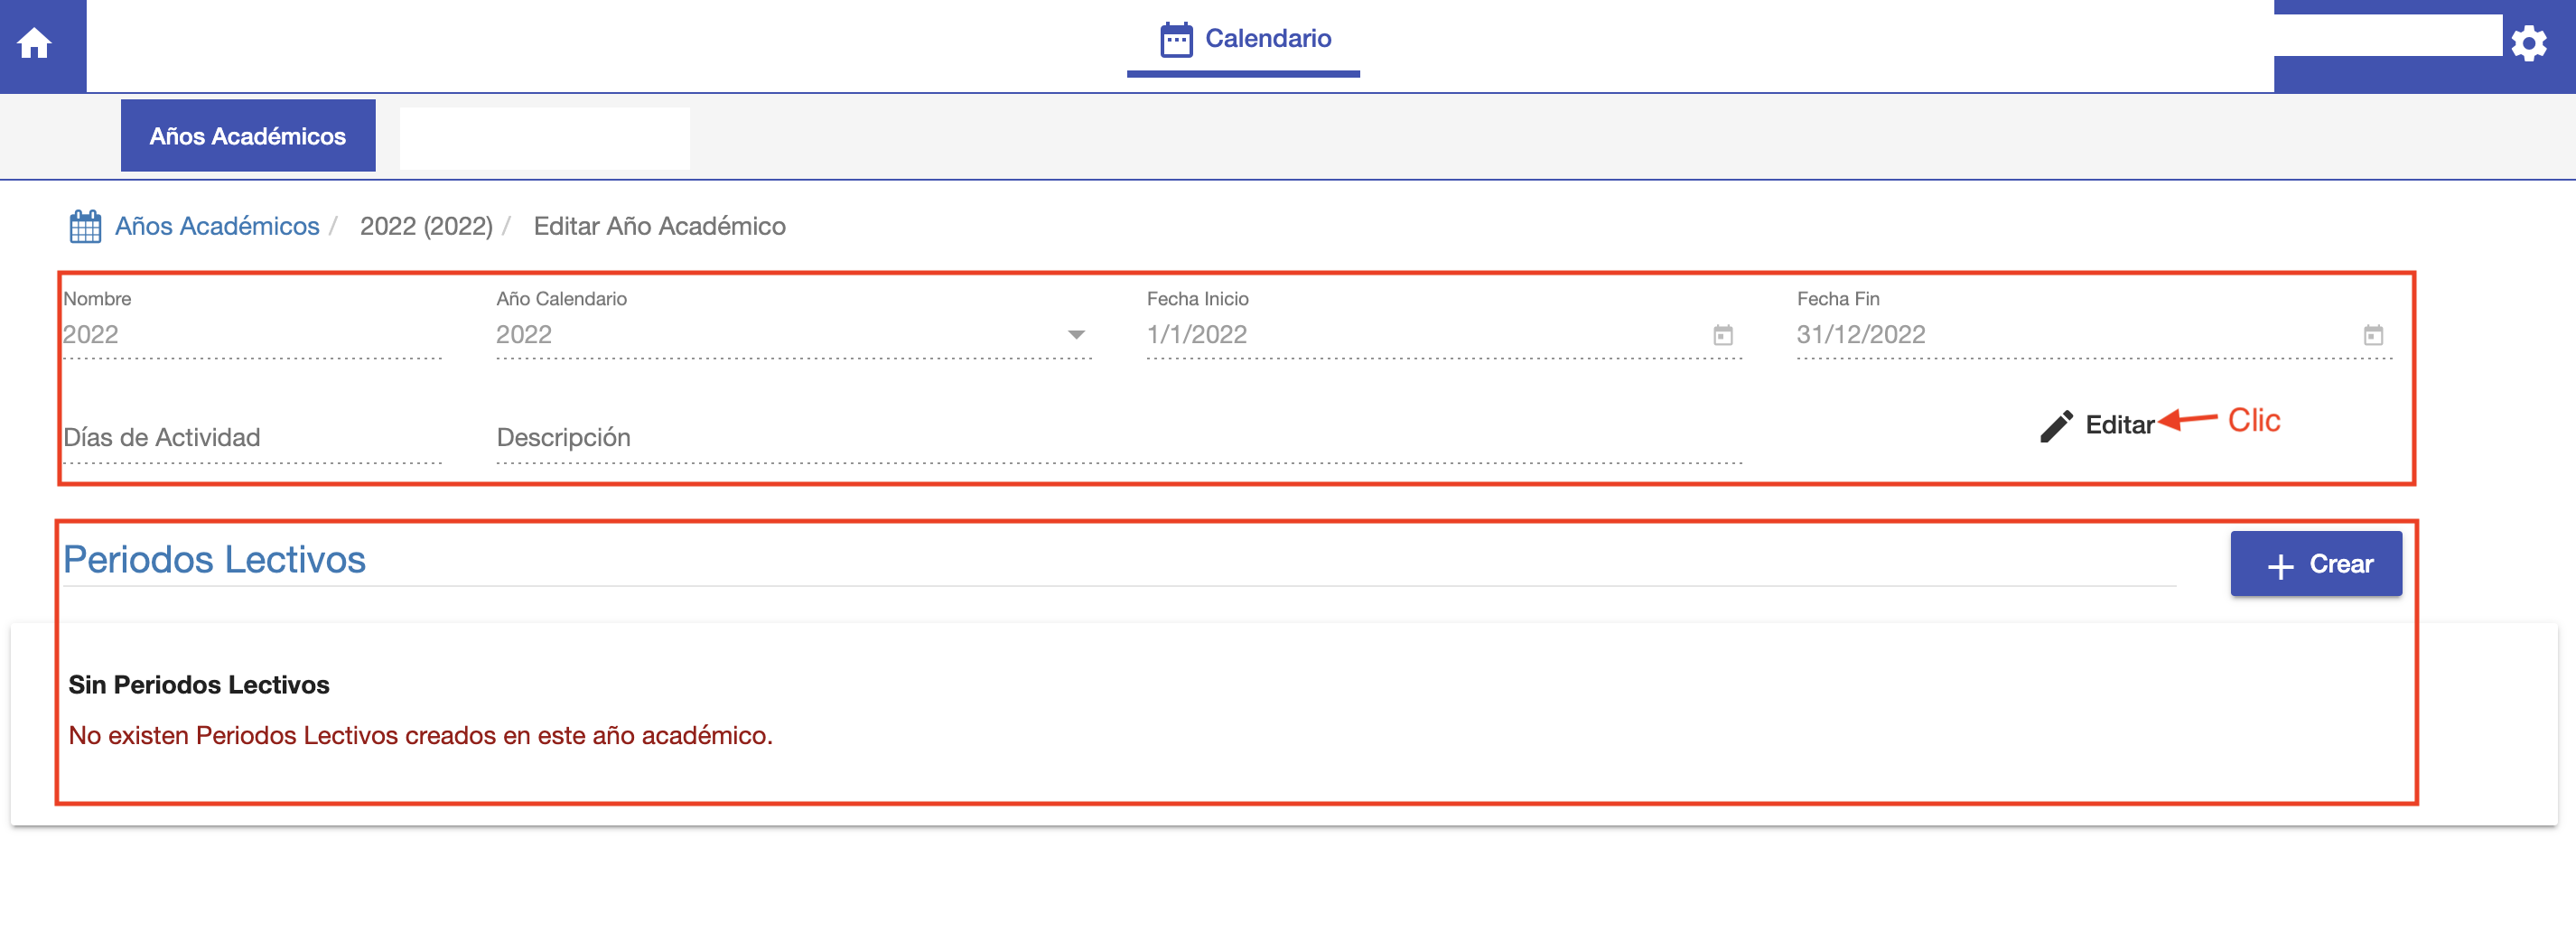 Calendario
Años Académicos
Años Académicos / 2022 (2022) / Editar Año Académico
Nombre Año Calendario Fecha Inicio Fecha Fin
2022 2022 1/1/2022 31/12/2022
Días de Actividad Descripción Editar Clic
Periodos Lectivos + Crear
Sin Periodos Lectivos
No existen Periodos Lectivos creados en este año académico.